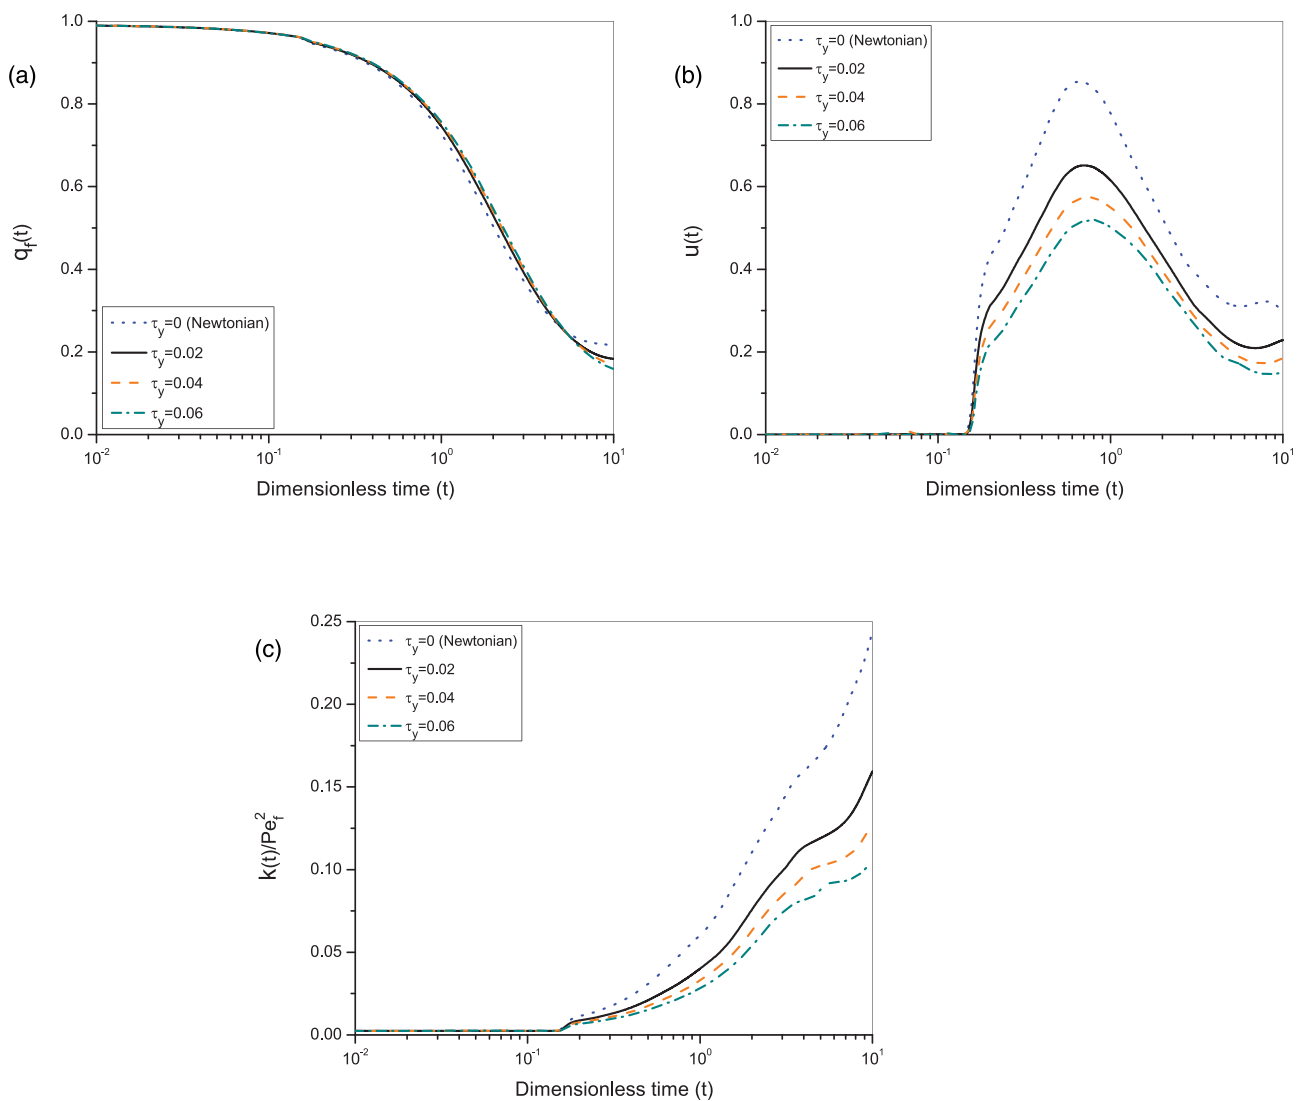 (a)
1.0
0.8
0.6
0.4
0.2
0.0
q_f(t)
τ_y=0 (Newtonian)
τ_y=0.02
τ_y=0.04
τ_y=0.06
10^-2
10^-1
10^0
10^1
Dimensionless time (t)
(b)
1.0
0.8
0.6
0.4
0.2
0.0
u(t)
τ_y=0 (Newtonian)
τ_y=0.02
τ_y=0.04
τ_y=0.06
10^-2
10^-1
10^0
10^1
Dimensionless time (t)
(c)
0.25
0.20
0.15
0.10
0.05
0.00
k(t)/Pe_f^2
τ_y=0 (Newtonian)
τ_y=0.02
τ_y=0.04
τ_y=0.06
10^-2
10^-1
10^0
10^1
Dimensionless time (t)